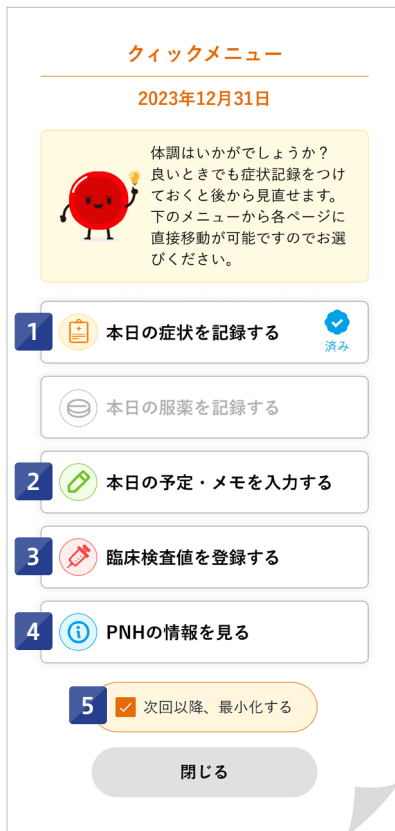 クィックメニュー
2023年12月31日
体調はいかがでしょうか？
良いときでも症状記録をつけ
ておくと後から見直せます。
下のメニューから各ページに
直接移動が可能ですのでお選
びください。
1 本日の症状を記録する 済み
本日の服薬を記録する
2 本日の予定・メモを入力する
3 臨床検査値を登録する
4 PNHの情報を見る
5 次回以降、最小化する
閉じる